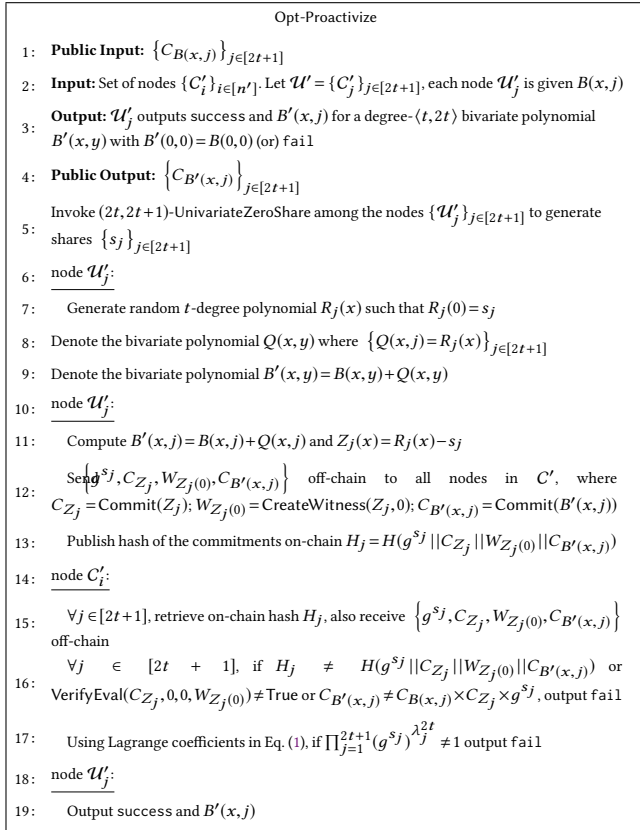 Opt-Proactivize
1: Public Input: {C_{B(x,j)}}_{j∈[2t+1]}
2: Input: Set of nodes {𝒞′_i}_{i∈[n′]}. Let 𝒰′ = {𝒞′_j}_{j∈[2t+1]}, each node 𝒰′_j is given B(x,j)
3: Output: 𝒰′_j outputs success and B′(x,j) for a degree-⟨t,2t⟩ bivariate polynomial
B′(x,y) with B′(0,0)=B(0,0) (or) fail
4: Public Output: {C_{B′(x,j)}}_{j∈[2t+1]}
5: Invoke (2t,2t+1)-UnivariateZeroShare among the nodes {𝒰′_j}_{j∈[2t+1]} to generate
shares {s_j}_{j∈[2t+1]}
6: node 𝒰′_j:
7: Generate random t-degree polynomial R_j(x) such that R_j(0)=s_j
8: Denote the bivariate polynomial Q(x,y) where {Q(x,j)=R_j(x)}_{j∈[2t+1]}
9: Denote the bivariate polynomial B′(x,y)=B(x,y)+Q(x,y)
10: node 𝒰′_j:
11: Compute B′(x,j)=B(x,j)+Q(x,j) and Z_j(x)=R_j(x)−s_j
12: Send {g^{s_j},C_{Z_j},W_{Z_j(0)},C_{B′(x,j)}} off-chain to all nodes in 𝒞′, where
C_{Z_j}=Commit(Z_j); W_{Z_j(0)}=CreateWitness(Z_j,0); C_{B′(x,j)}=Commit(B′(x,j))
13: Publish hash of the commitments on-chain H_j=H(g^{s_j}||C_{Z_j}||W_{Z_j(0)}||C_{B′(x,j)})
14: node 𝒞′_i:
15: ∀j∈[2t+1], retrieve on-chain hash H_j, also receive {g^{s_j},C_{Z_j},W_{Z_j(0)},C_{B′(x,j)}}
off-chain
16: ∀j ∈ [2t + 1], if H_j ≠ H(g^{s_j}||C_{Z_j}||W_{Z_j(0)}||C_{B′(x,j)}) or
VerifyEval(C_{Z_j},0,0,W_{Z_j(0)})≠True or C_{B′(x,j)}≠C_{B(x,j)}×C_{Z_j}×g^{s_j}, output fail
17: Using Lagrange coefficients in Eq. (1), if ∏_{j=1}^{2t+1}(g^{s_j})^{λ_j^{2t}} ≠1 output fail
18: node 𝒰′_j:
19: Output success and B′(x,j)